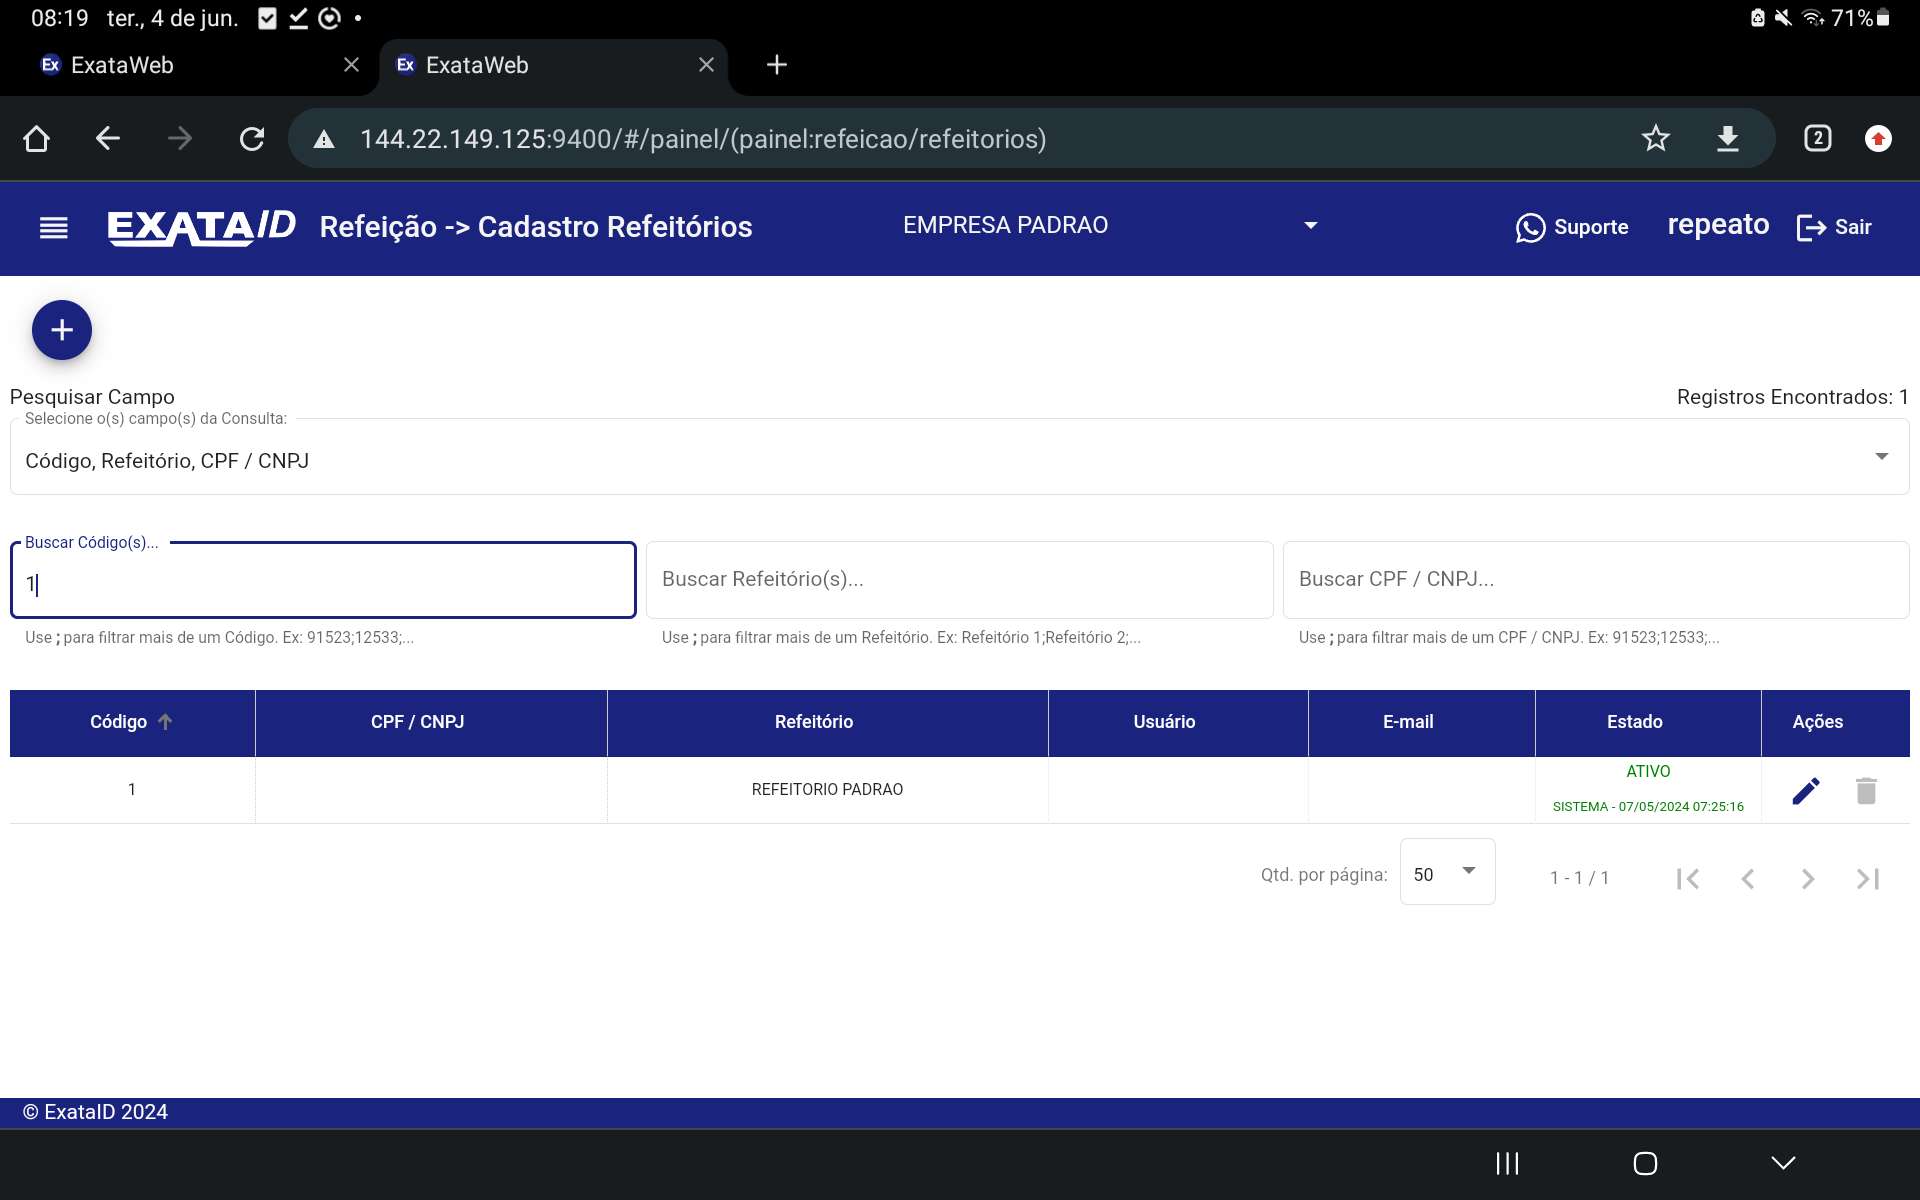 08:19 ter., 4 de jun. 71%
Ex ExataWeb Ex ExataWeb
144.22.149.125:9400/#/painel/(painel:refeicao/refeitorios) 2
EXATAID Refeição -> Cadastro Refeitórios EMPRESA PADRAO Suporte repeato Sair
Pesquisar Campo Registros Encontrados: 1
Selecione o(s) campo(s) da Consulta:
Código, Refeitório, CPF / CNPJ
Buscar Código(s)...
1 Buscar Refeitório(s)... Buscar CPF / CNPJ...
Use ; para filtrar mais de um Código. Ex: 91523;12533;... Use ; para filtrar mais de um Refeitório. Ex: Refeitório 1;Refeitório 2;... Use ; para filtrar mais de um CPF / CNPJ. Ex: 91523;12533;...
Código CPF / CNPJ Refeitório Usuário E-mail Estado Ações
1 REFEITORIO PADRAO ATIVO
SISTEMA - 07/05/2024 07:25:16
Qtd. por página: 50 1 - 1 / 1
© ExataID 2024